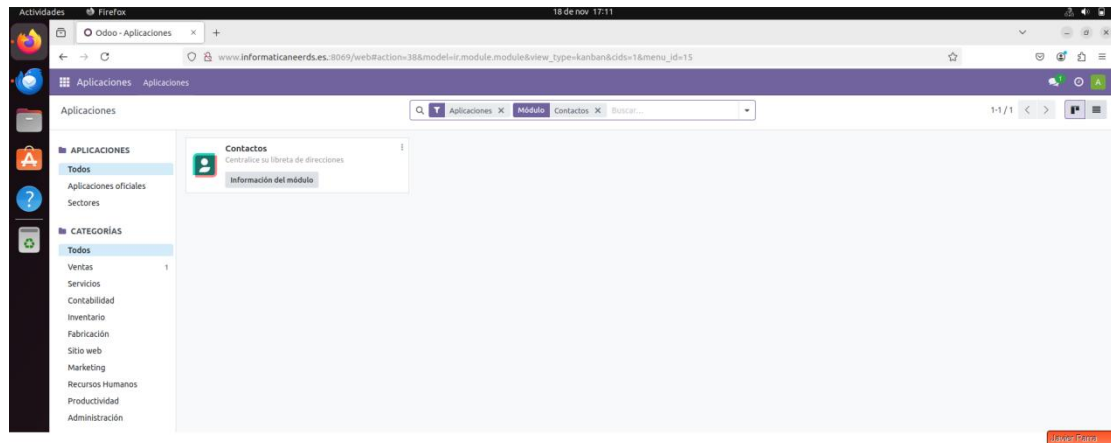 Actividades Firefox 18 de nov 17:11
Odoo - Aplicaciones × +
www.informaticaneerds.es.:8069/web#action=38&model=ir.module.module&view_type=kanban&cids=1&menu_id=15
Aplicaciones Aplicaciones 1 A
Aplicaciones Aplicaciones X Módulo Contactos X Buscar... 1-1 / 1
APLICACIONES
Todos
Aplicaciones oficiales
Sectores
CATEGORÍAS
Todos
Ventas 1
Servicios
Contabilidad
Inventario
Fabricación
Sitio web
Marketing
Recursos Humanos
Productividad
Administración
Contactos
Centralice su libreta de direcciones
Información del módulo
Javier Parra